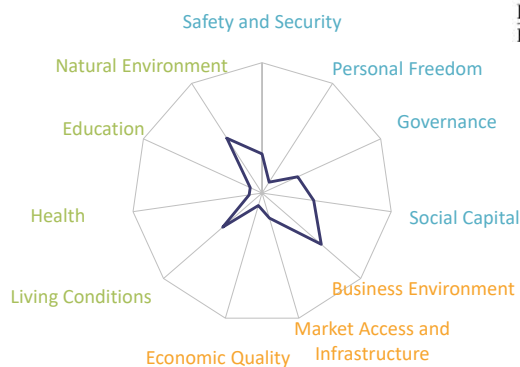 Safety and Security
Natural Environment
Personal Freedom
Education
Governance
Health
Social Capital
Living Conditions
Business Environment
Market Access and
Infrastructure
Economic Quality